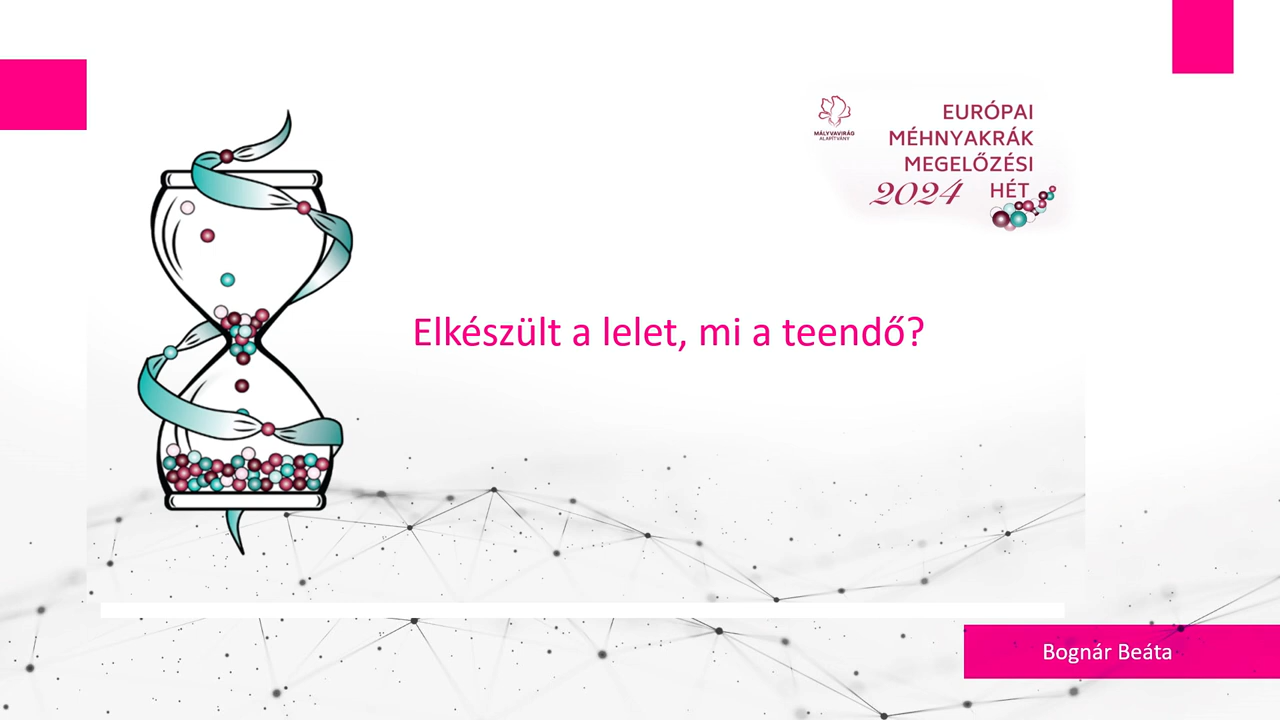 MÁLYVAVIRÁG
ALAPÍTVÁNY
EURÓPAI
MÉHNYAKRÁK
MEGELŐZÉSI
2024 HÉT
Elkészült a lelet, mi a teendő?
Bognár Beáta